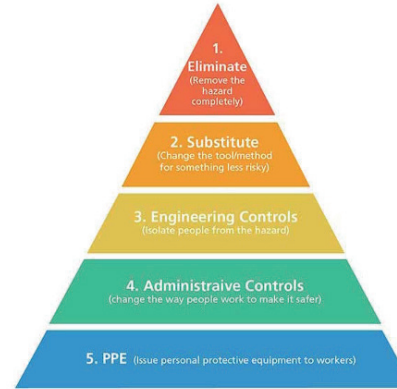 1.
Eliminate
(Remove the
hazard
completely)
2. Substitute
(Change the tool/method
for something less risky)
3. Engineering Controls
(Isolate people from the hazard)
4. Administraive Controls
(change the way people work to make it safer)
5. PPE (Issue personal protective equipment to workers)